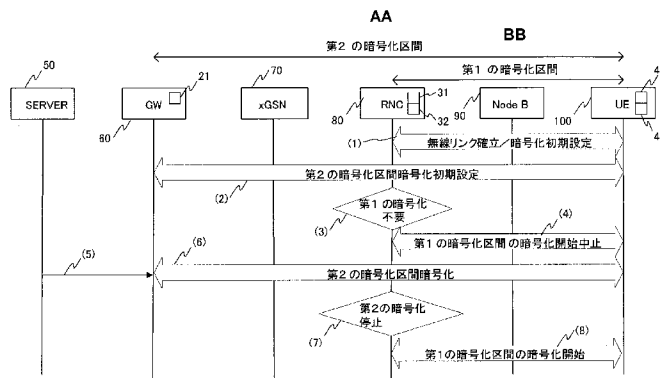 AA
第2 の暗号化区間
BB
第1 の暗号化区間
50
21
70
31
32
4
4
SERVER
GW
xGSN
RNC
Node B
UE
60
80
90
100
(1)
無線リンク確立／暗号化初期設定
第2の暗号化区間暗号化初期設定
(2)
第1 の暗号化
不要
(3)
(4)
第1 の暗号化区間 の暗号化開始中止
(5)
(6)
第2 の暗号化区間暗号化
第2の暗号化
停止
(7)
(8)
第1の暗号化区間の暗号化開始